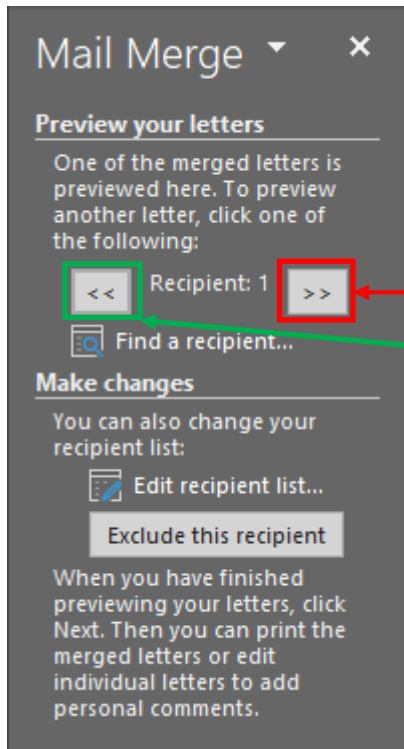 Mail Merge
Preview your letters
One of the merged letters is
previewed here. To preview
another letter, click one of
the following:
<< Recipient: 1 >>
Find a recipient...
Make changes
You can also change your
recipient list:
Edit recipient list...
Exclude this recipient
When you have finished
previewing your letters, click
Next. Then you can print the
merged letters or edit
individual letters to add
personal comments.